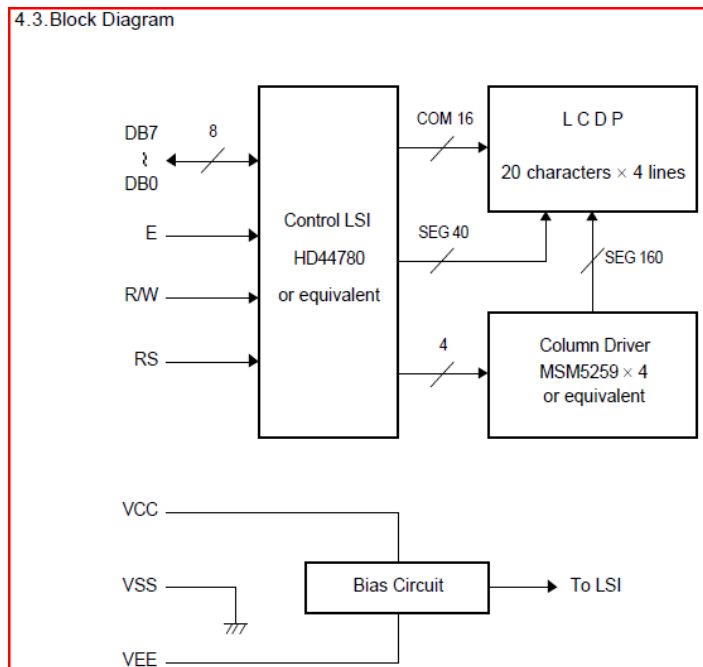 4.3.Block Diagram
DB7
DB0
8
E
R/W
RS
Control LSI
HD44780
or equivalent
COM 16
SEG 40
4
L C D P
20 characters × 4 lines
SEG 160
Column Driver
MSM5259 × 4
or equivalent
VCC
VSS
VEE
Bias Circuit
To LSI